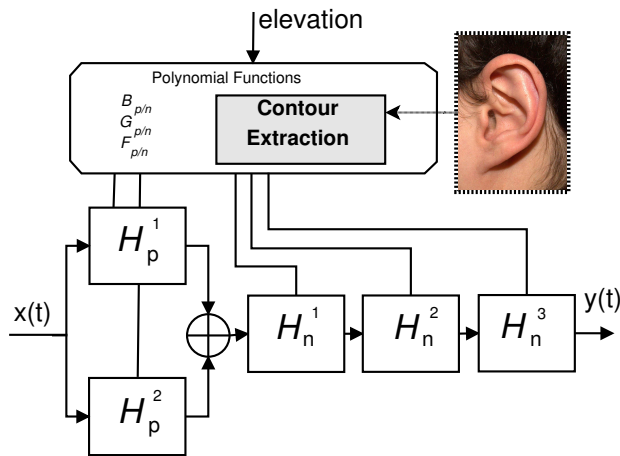 elevation
Polynomial Functions
B p/n
G p/n
F p/n
Contour
Extraction
H p 1
x(t)
H n 1
H n 2
H n 3
y(t)
H p 2